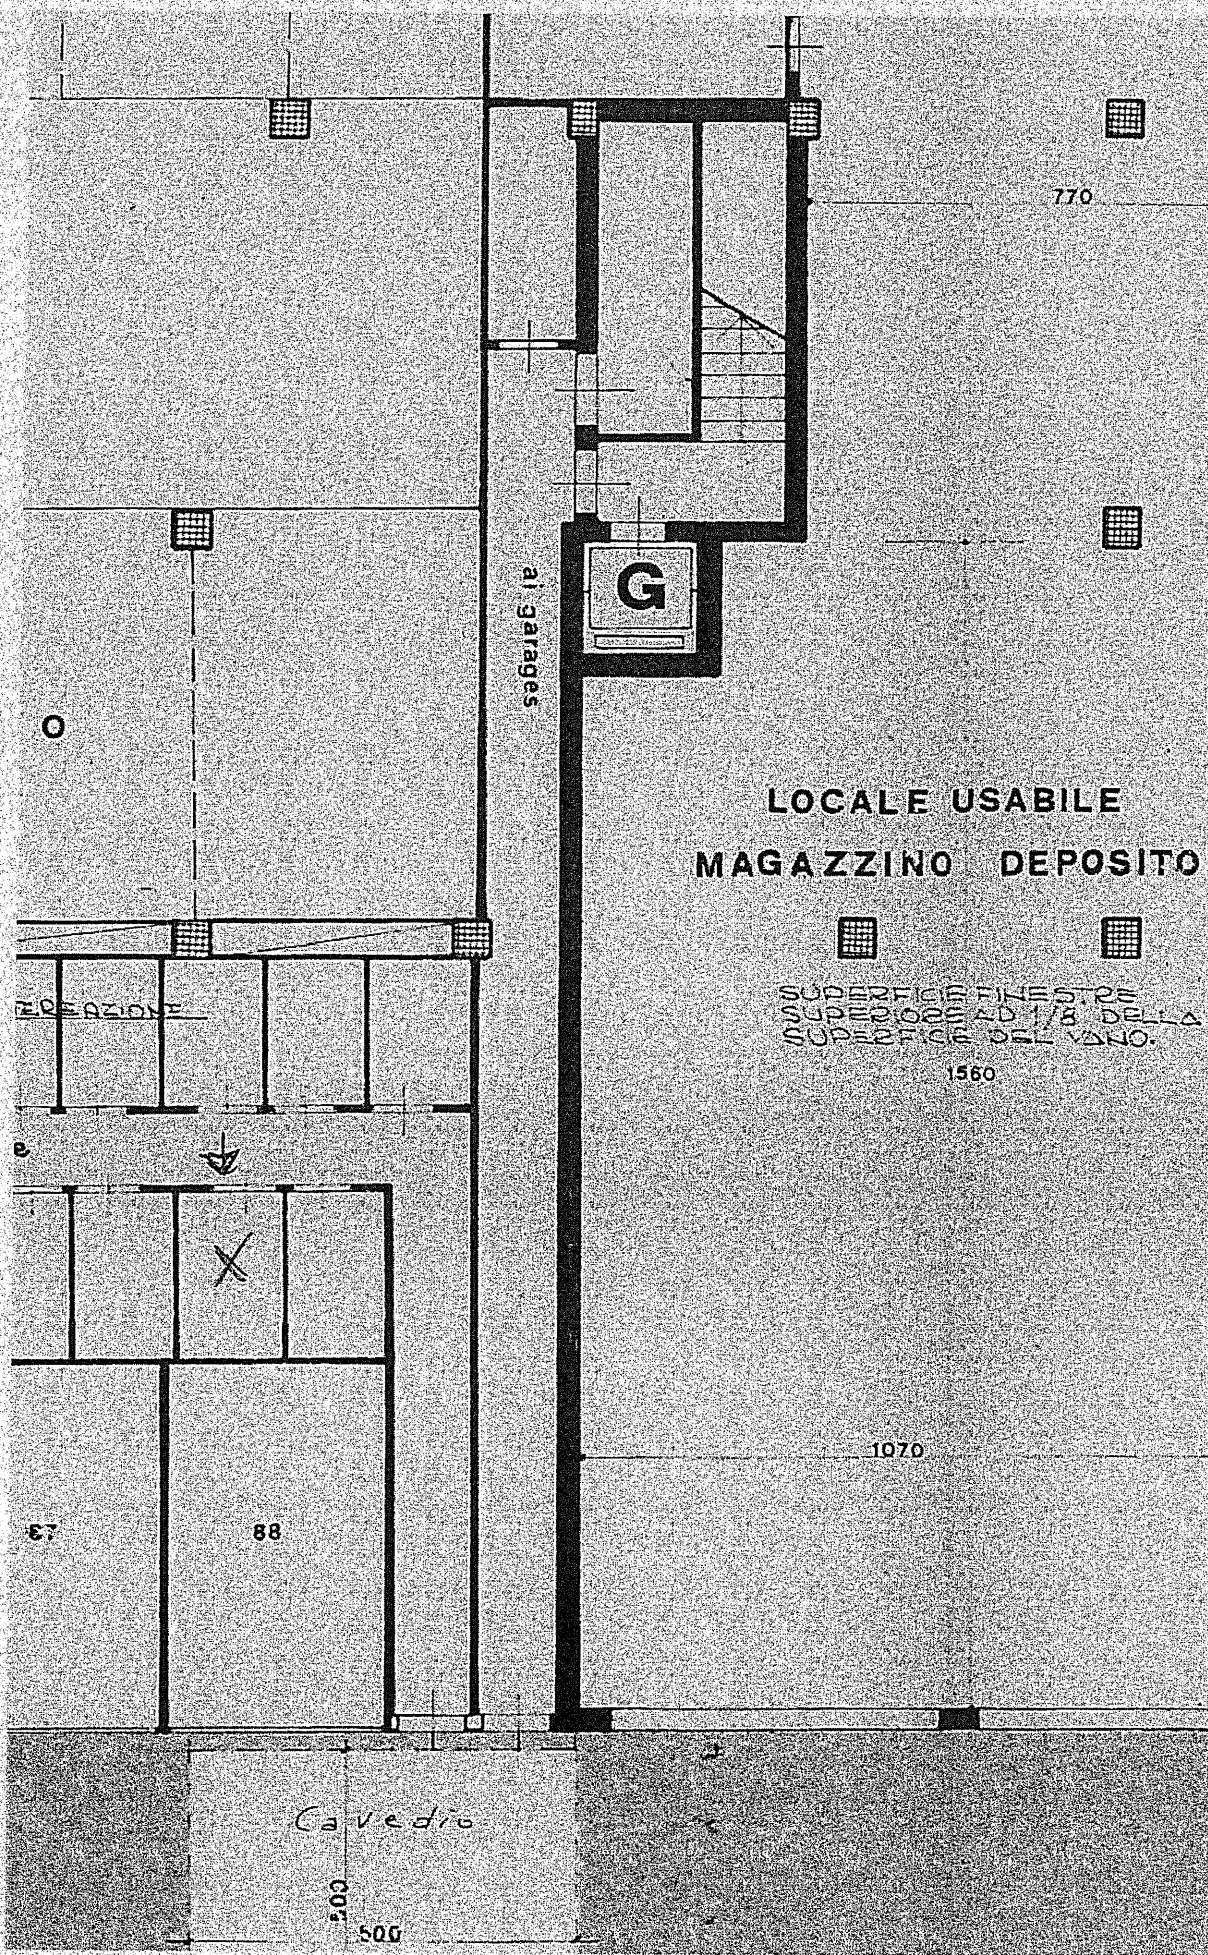 770
al garages
G
O
LOCALE USABILE
MAGAZZINO DEPOSITO
SUPERFICIE FINESTRE
SUPERIORE AD 1/8 DELLA
SUPERFICIE DEL VANO.
1560
1070
87
88
Cavedio
500